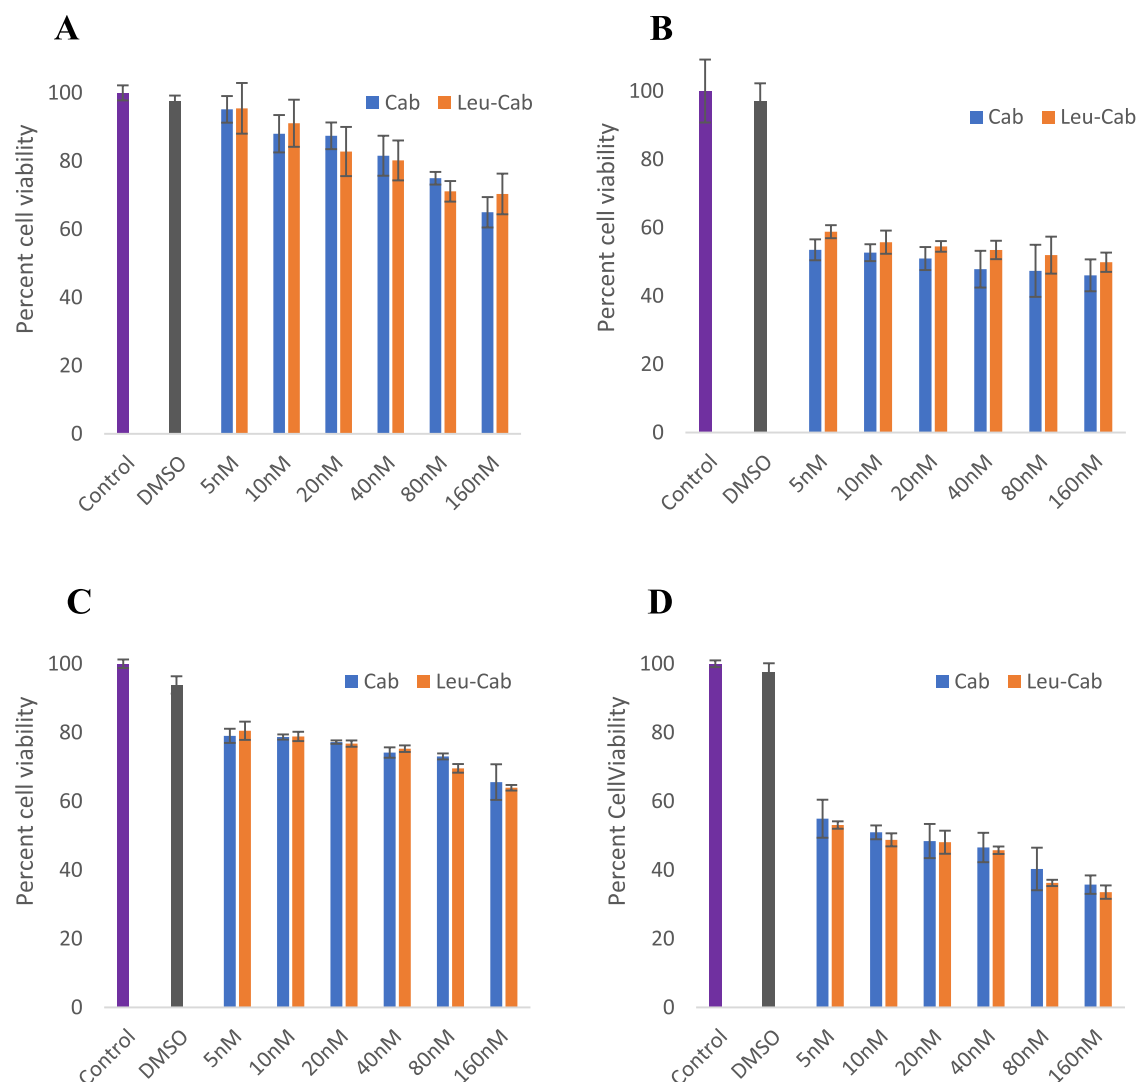 A
Percent cell viability
100
80
60
40
20
0
Cab
Leu-Cab
Control
DMSO
5nM
10nM
20nM
40nM
80nM
160nM
B
Percent cell viability
100
80
60
40
20
0
Cab
Leu-Cab
Control
DMSO
5nM
10nM
20nM
40nM
80nM
160nM
C
Percent cell viability
100
80
60
40
20
0
Cab
Leu-Cab
Control
DMSO
5nM
10nM
20nM
40nM
80nM
160nM
D
Percent CellViability
100
80
60
40
20
0
Cab
Leu-Cab
Control
DMSO
5nM
10nM
20nM
40nM
80nM
160nM